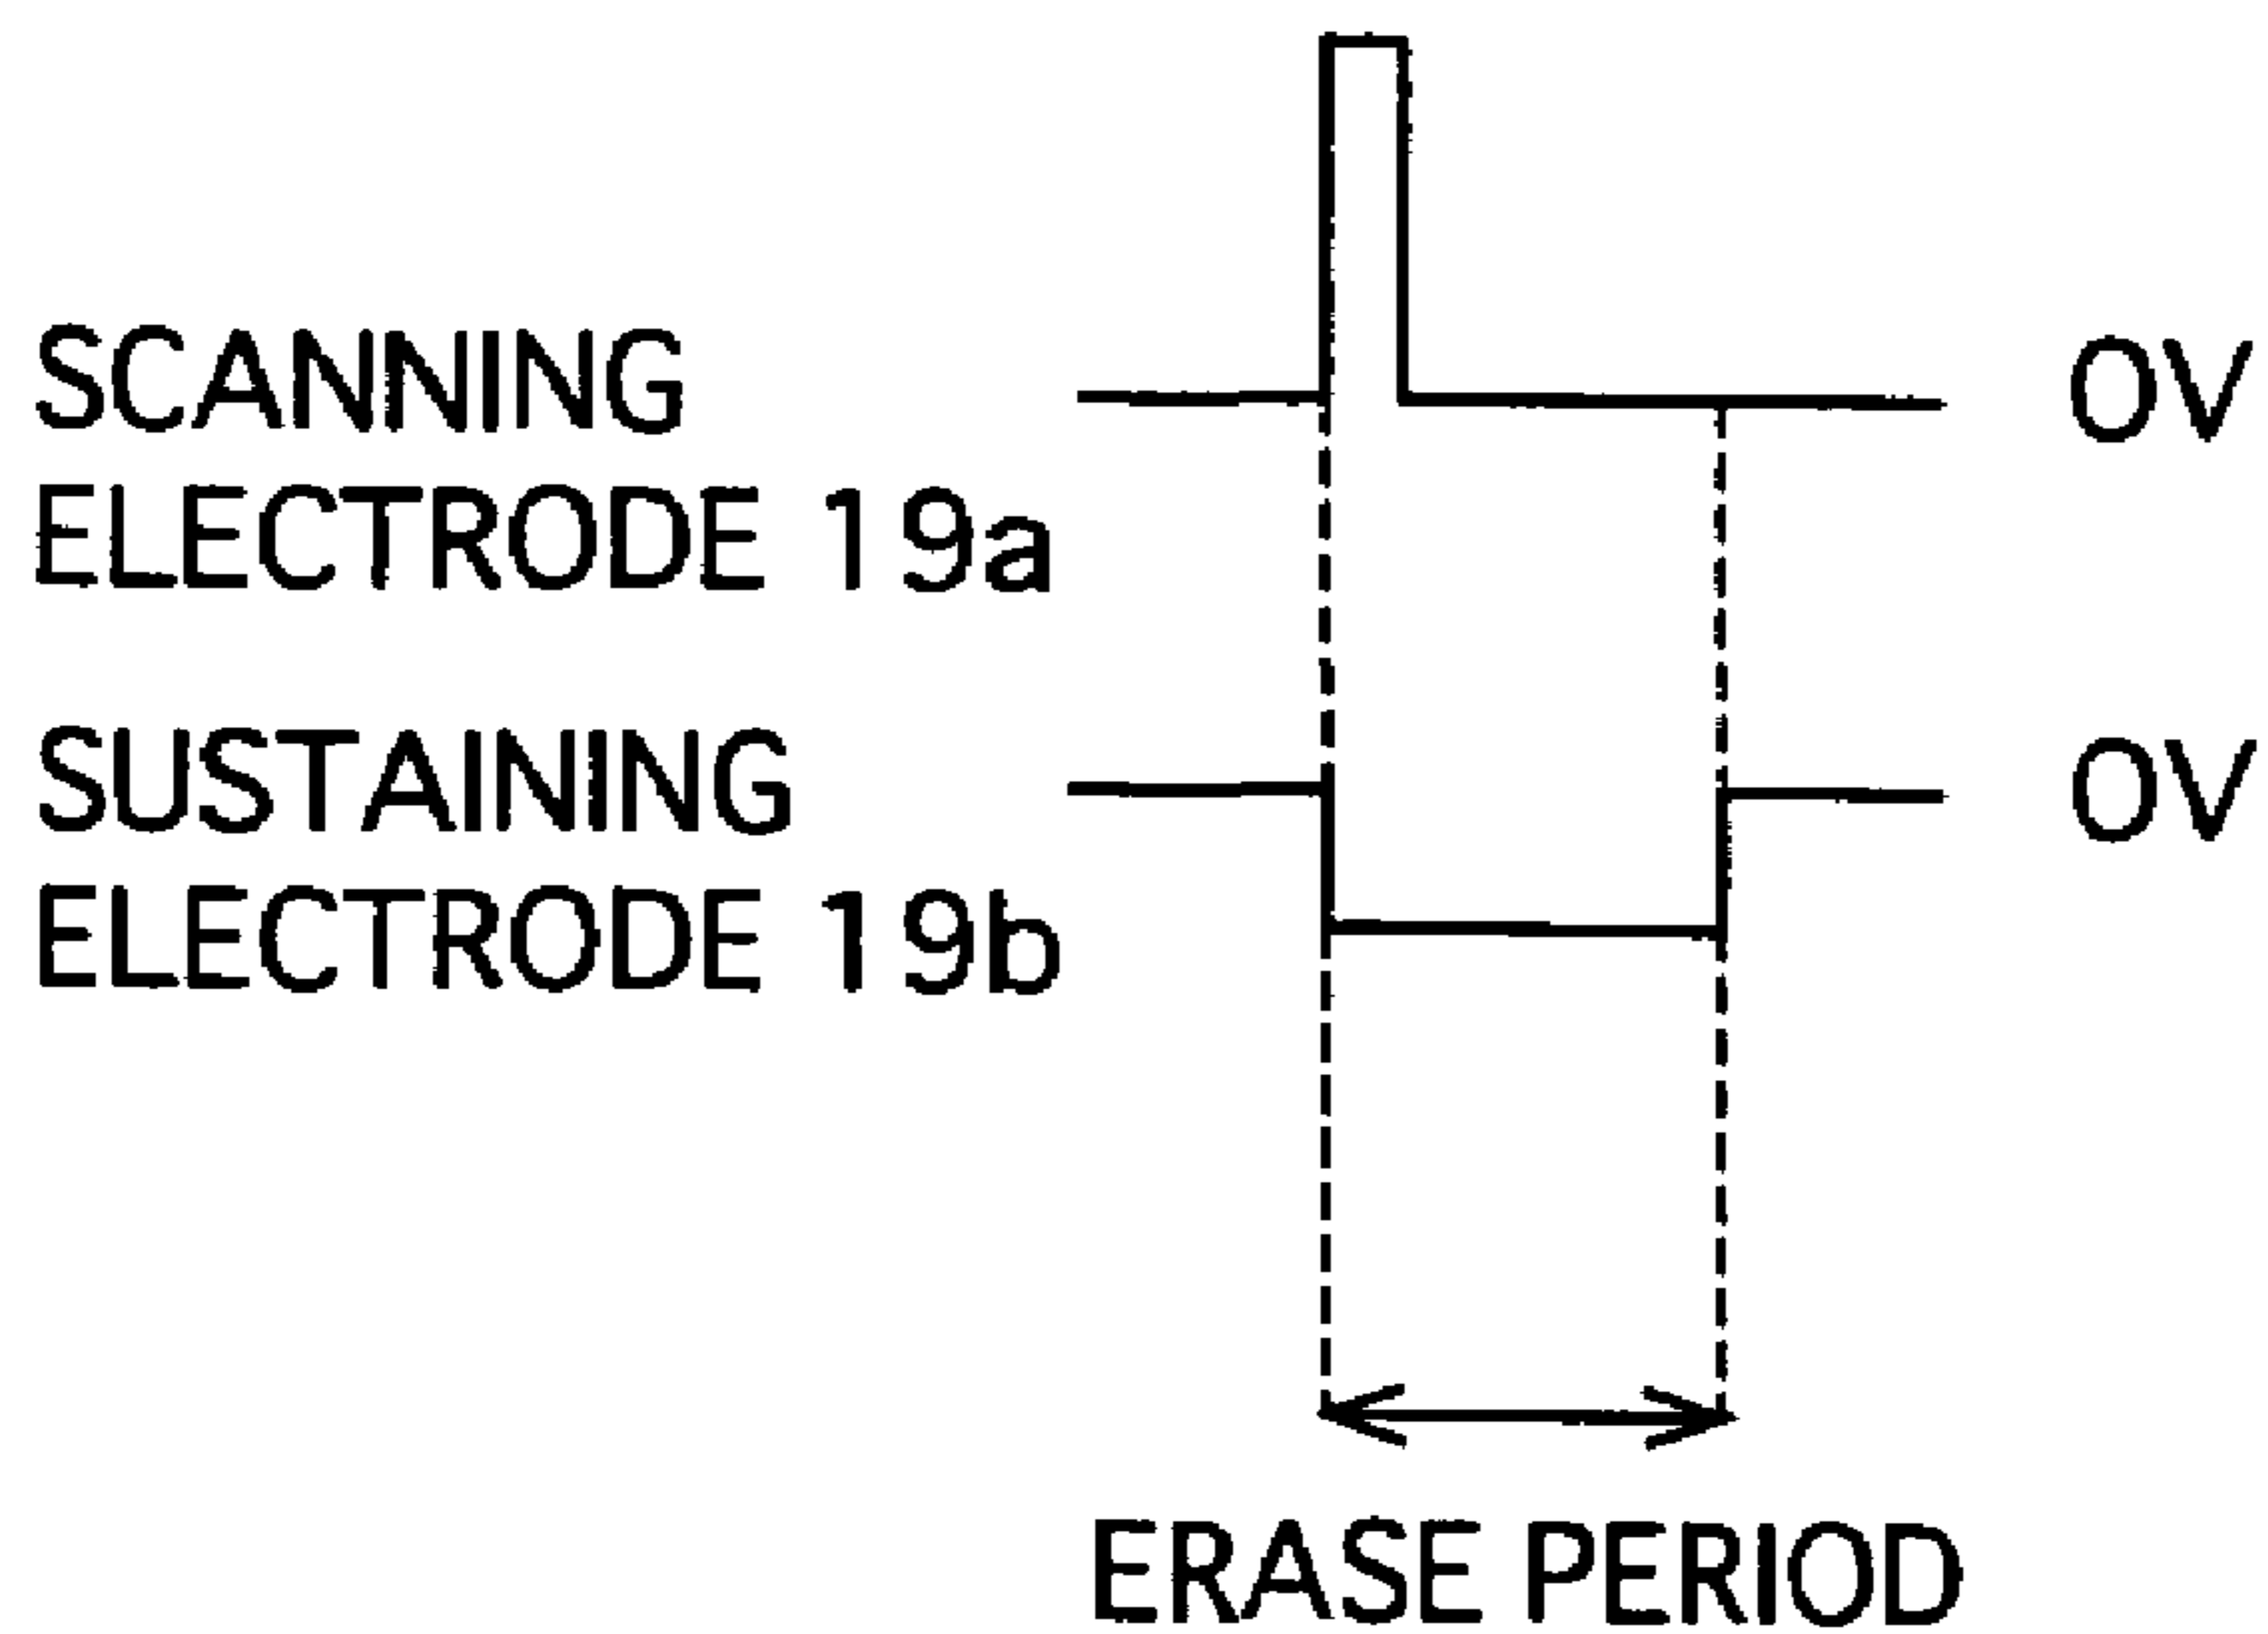 SCANNING
ELECTRODE 19a
0V
SUSTAINING
ELECTRODE 19b
0V
ERASE PERIOD